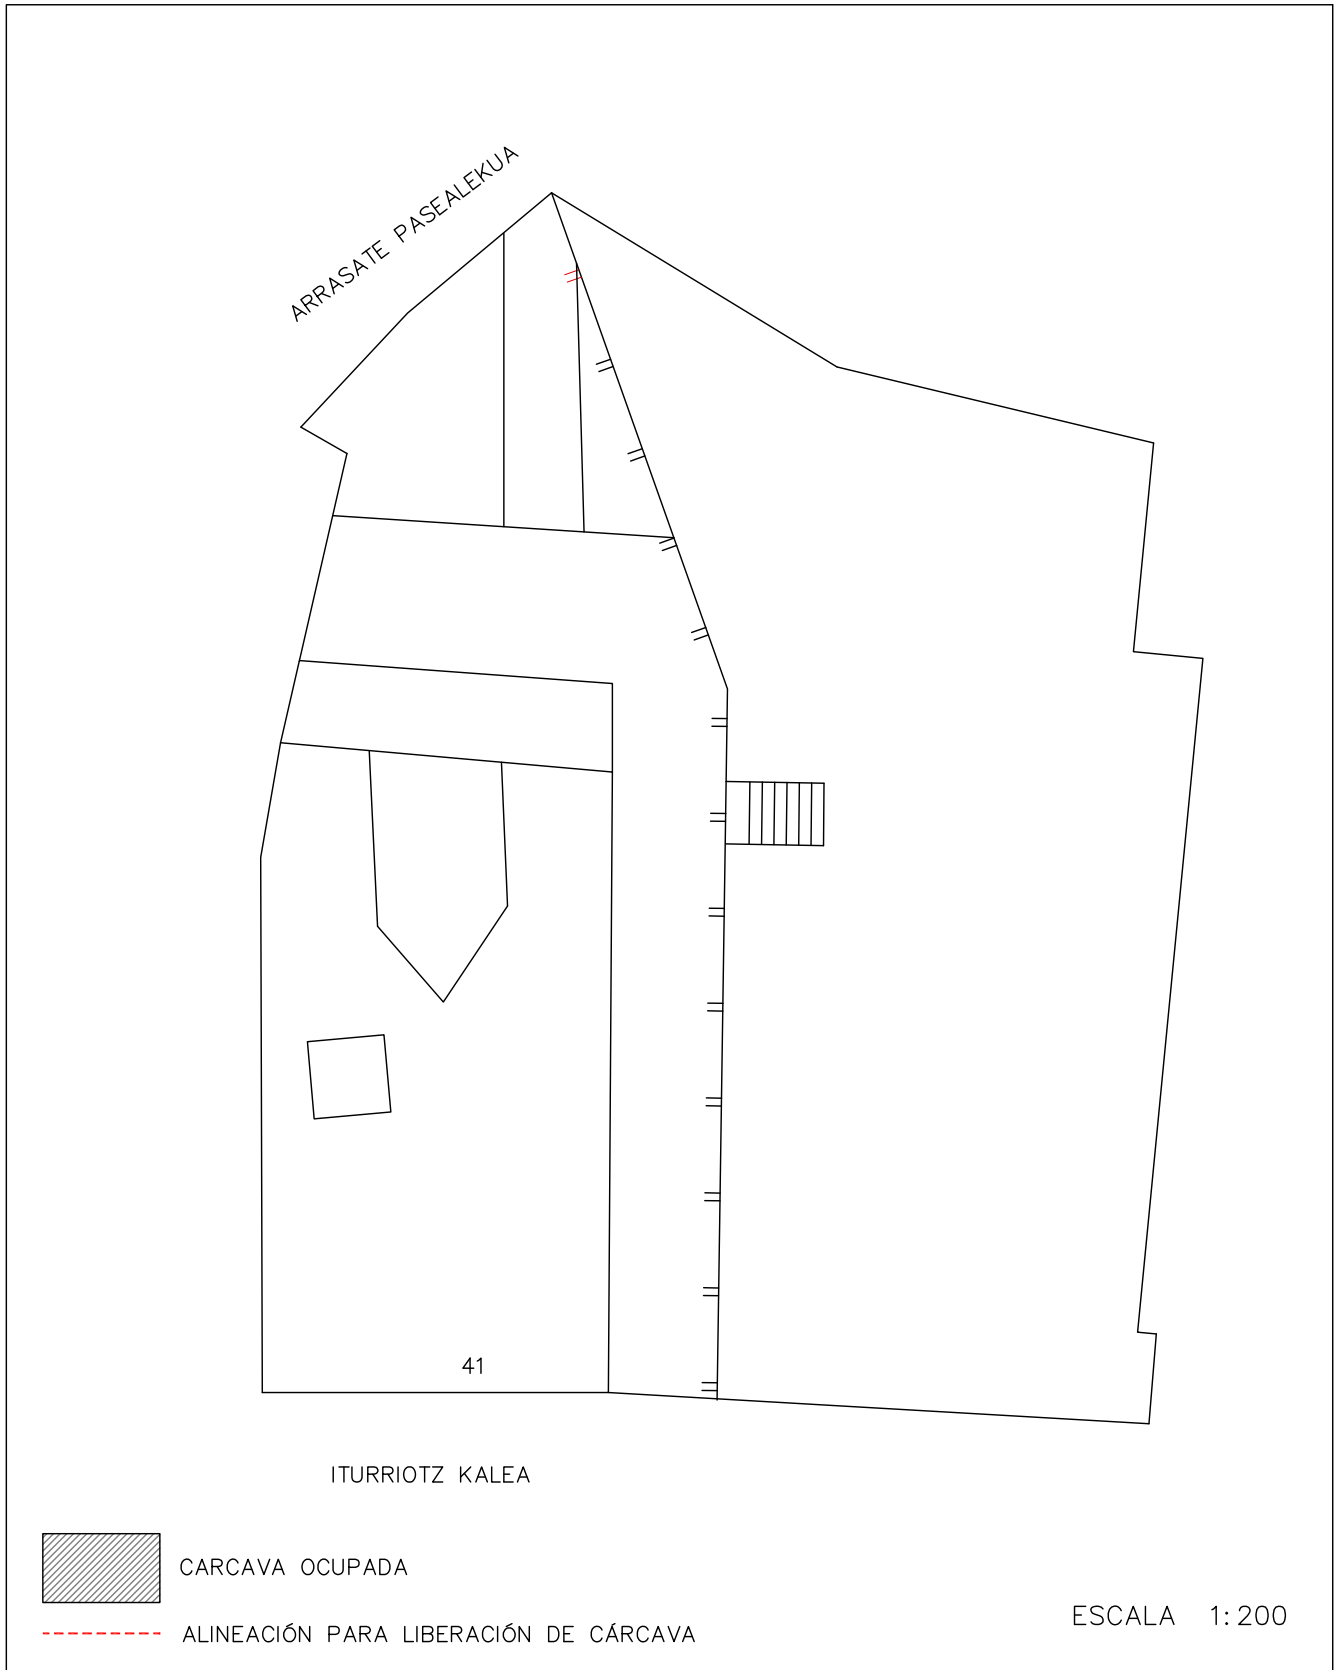 ARRASATE PASEALEKUA
41
ITURRIOTZ KALEA
CARCAVA OCUPADA
ALINEACIÓN PARA LIBERACIÓN DE CÁRCAVA
ESCALA 1:200